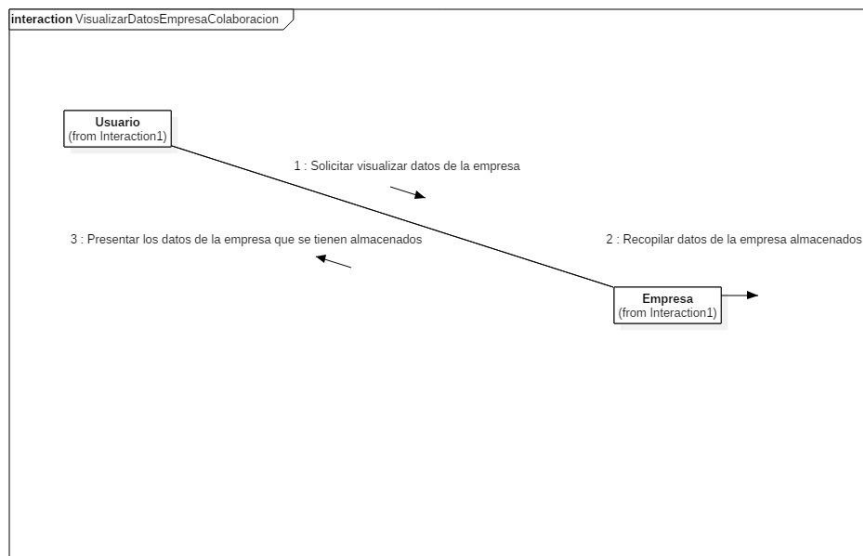 interaction VisualizarDatosEmpresaColaboracion
Usuario
(from Interaction1)
1 : Solicitar visualizar datos de la empresa
3 : Presentar los datos de la empresa que se tienen almacenados
2 : Recopilar datos de la empresa almacenados
Empresa
(from Interaction1)